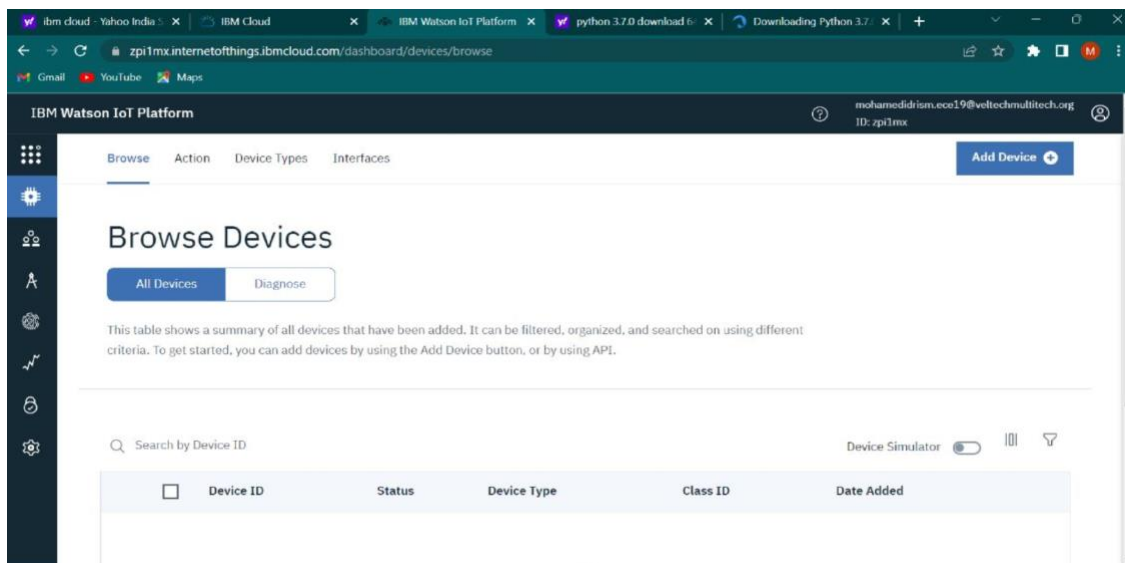 ibm cloud - Yahoo India S
IBM Cloud
IBM Watson IoT Platform
python 3.7.0 download 6
Downloading Python 3.7.
zpi1mx.internetofthings.ibmcloud.com/dashboard/devices/browse
M
Gmail
YouTube
Maps
IBM Watson IoT Platform
mohamedidrism.ece19@veltechmultitech.org
ID: zpi1mx
Browse
Action
Device Types
Interfaces
Add Device
Browse Devices
All Devices
Diagnose
This table shows a summary of all devices that have been added. It can be filtered, organized, and searched on using different
criteria. To get started, you can add devices by using the Add Device button, or by using API.
Search by Device ID
Device Simulator
Device ID
Status
Device Type
Class ID
Date Added